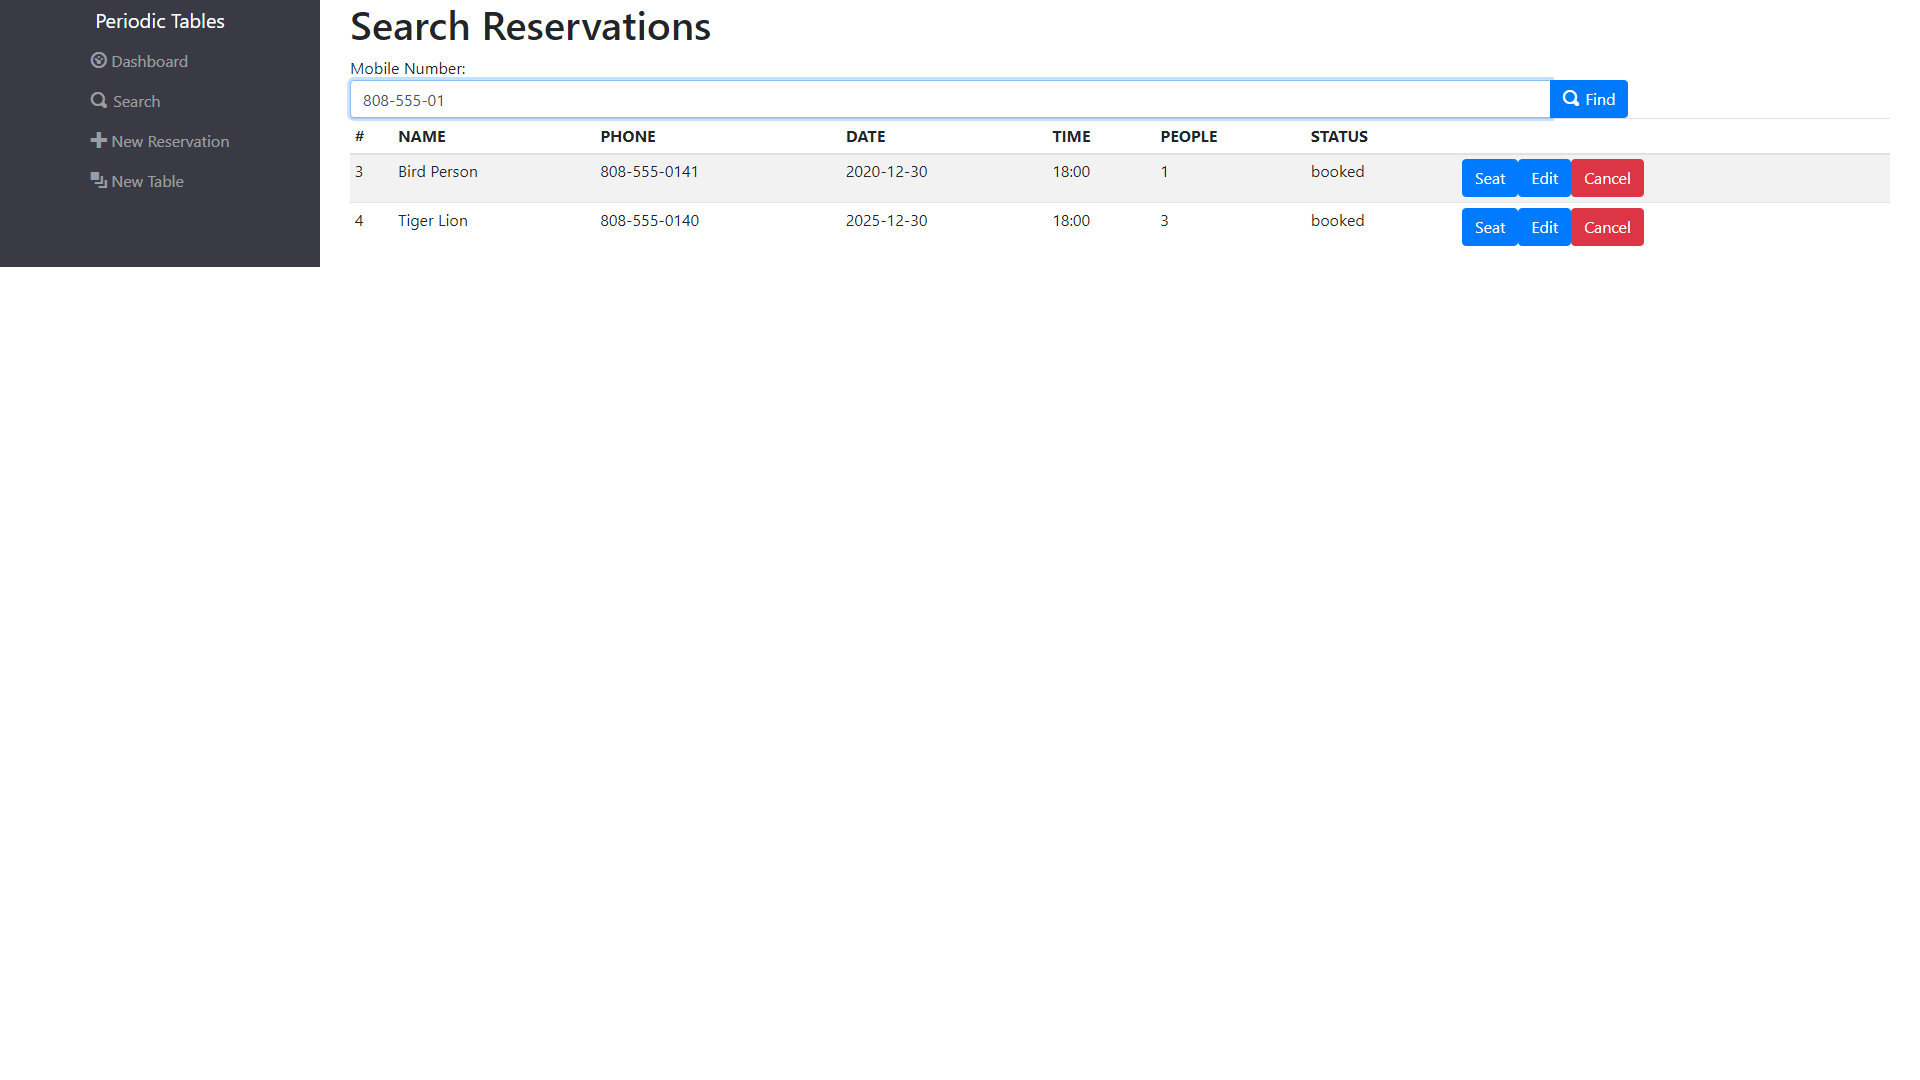 Periodic Tables
Dashboard
Search
New Reservation
New Table
Search Reservations
Mobile Number:
808-555-01
Find
# NAME PHONE DATE TIME PEOPLE STATUS
3 Bird Person 808-555-0141 2020-12-30 18:00 1 booked Seat Edit Cancel
4 Tiger Lion 808-555-0140 2025-12-30 18:00 3 booked Seat Edit Cancel